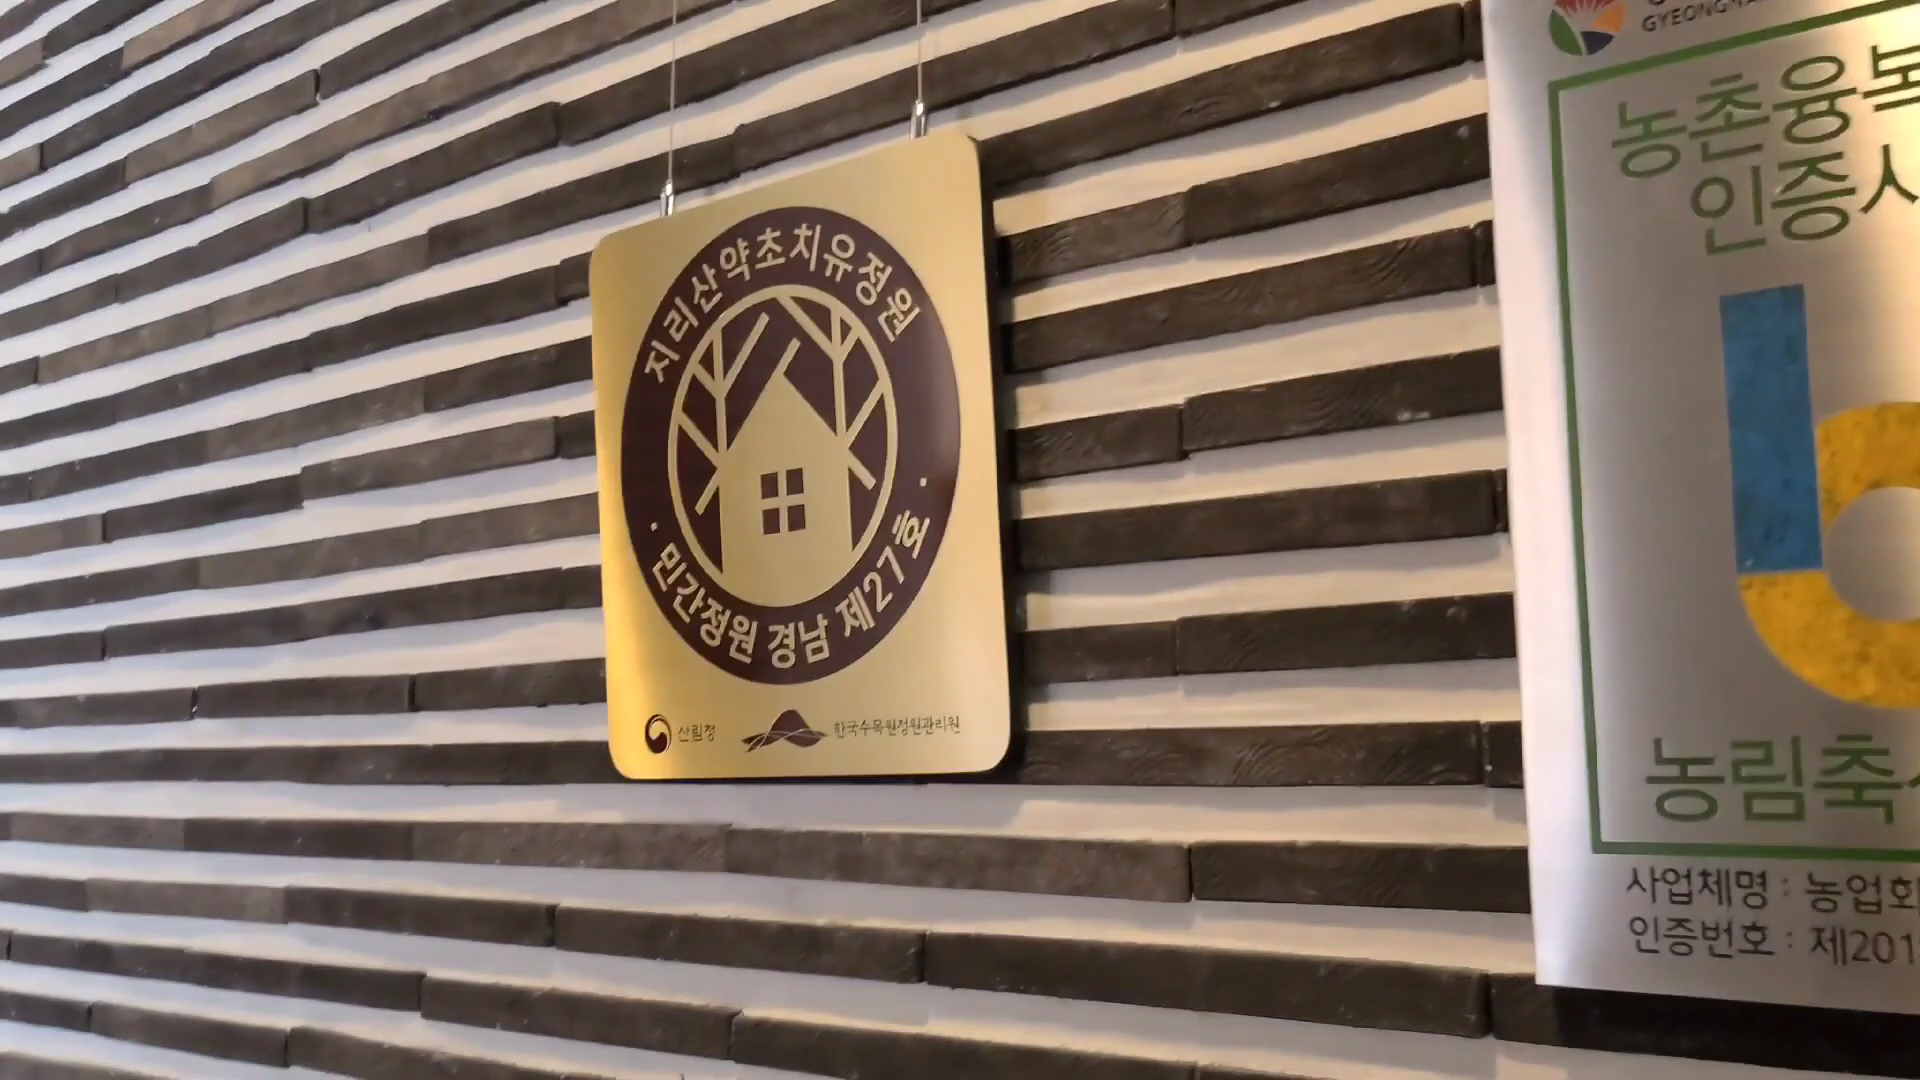 지리산약초치유정원
· 민간정원 경남 제27호 ·
산림청
한국수목원정원관리원
농촌융복
인증사
농림축
사업체명 : 농업회
인증번호 : 제201